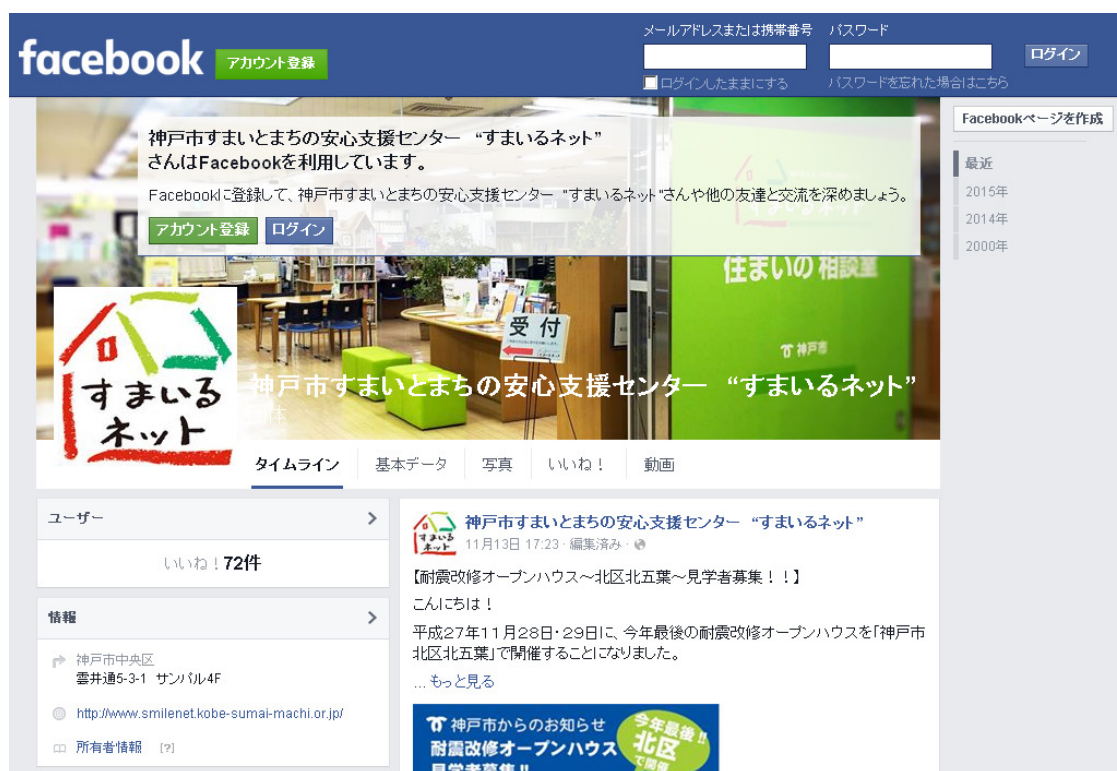 facebook
アカウント登録
メールアドレスまたは携帯番号
パスワード
ログイン
ログインしたままにする
パスワードを忘れた場合はこちら
神戸市すまいとまちの安心支援センター “すまいるネット”
さんはFacebookを利用しています。
Facebookに登録して、神戸市すまいとまちの安心支援センター “すまいるネット”さんや他の友達と交流を深めましょう。
アカウント登録
ログイン
Facebookページを作成
最近
2015年
2014年
2000年
住まいの 相談室
受付
神戸市
すまいる
ネット
神戸市すまいとまちの安心支援センター “すまいるネット”
タイムライン
基本データ
写真
いいね！
動画
ユーザー
いいね！72件
情報
神戸市中央区
雲井通5-3-1 サンパル4F
http://www.smilenet.kobe-sumai-machi.or.jp/
所有者情報 [?]
すまいる
ネット
神戸市すまいとまちの安心支援センター “すまいるネット”
11月13日 17:23 · 編集済み ·
【耐震改修オープンハウス～北区北五葉～見学者募集！！】
こんにちは！
平成27年11月28日・29日に、今年最後の耐震改修オープンハウスを「神戸市
北区北五葉」で開催することになりました。
... もっと見る
神戸市からのお知らせ
耐震改修オープンハウス
見学者募集!!
今年最後!!
北区
で開催